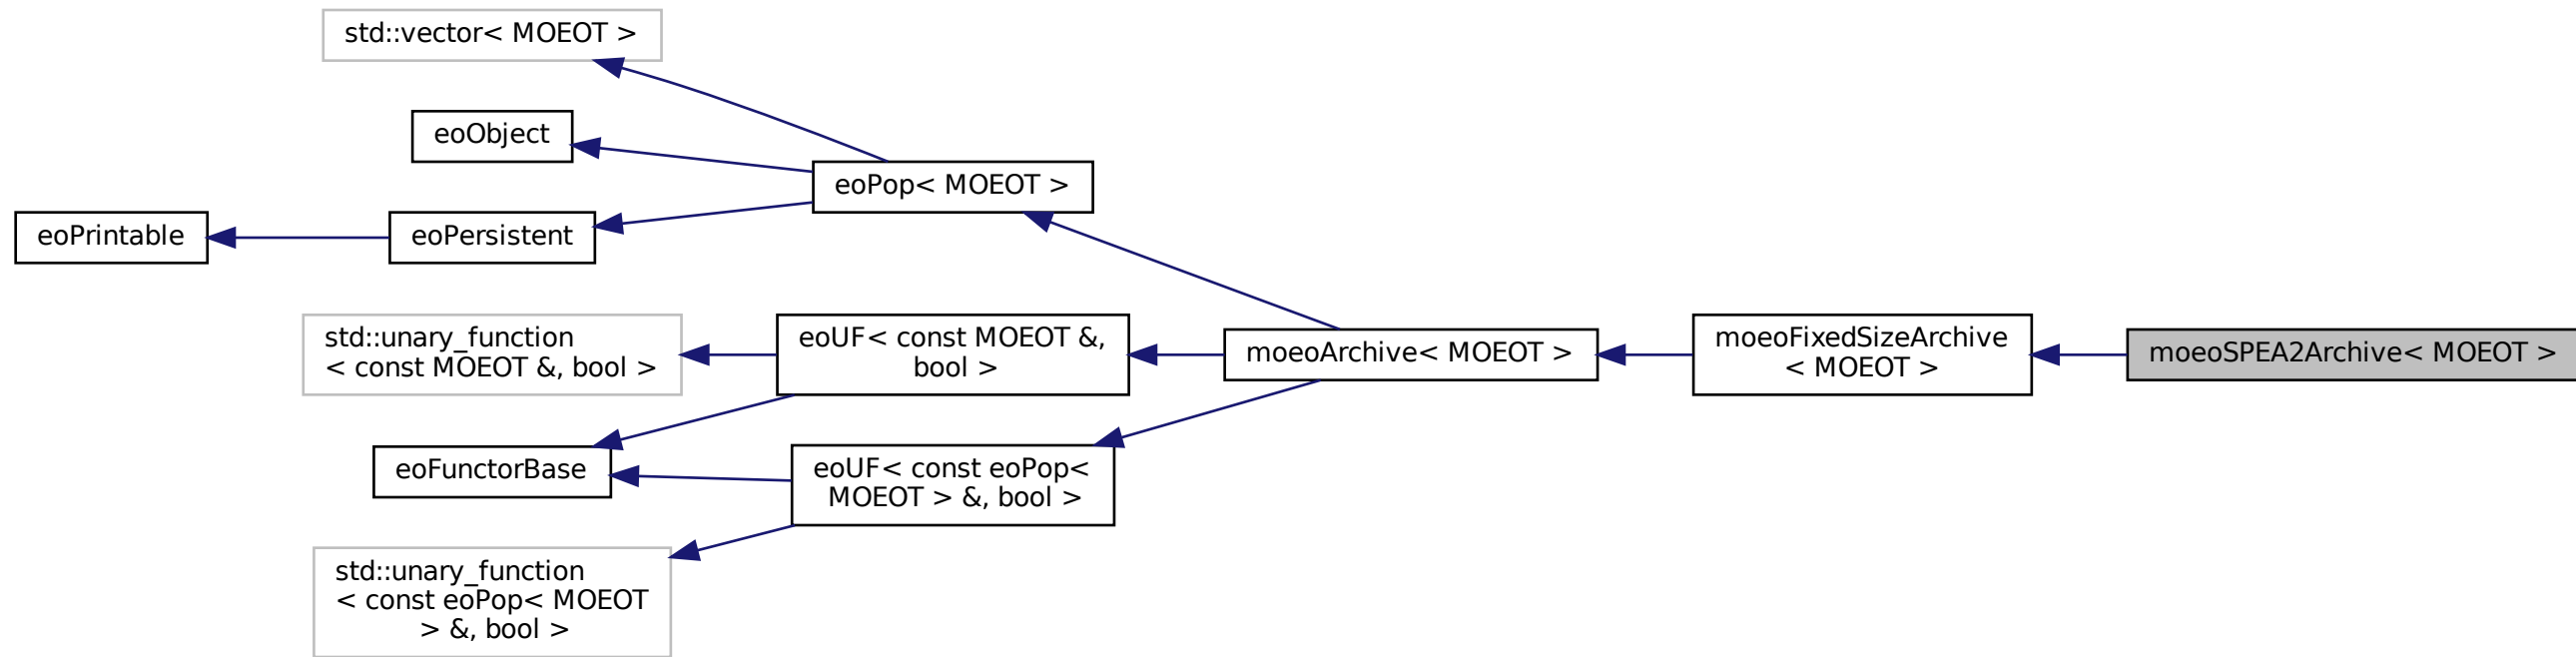 std::vector< MOEOT >
eoObject
eoPop< MOEOT >
eoPrintable
eoPersistent
std::unary_function
< const MOEOT &, bool >
eoUF< const MOEOT &,
bool >
moeoArchive< MOEOT >
moeoFixedSizeArchive
< MOEOT >
moeoSPEA2Archive< MOEOT >
eoFunctorBase
eoUF< const eoPop<
MOEOT > &, bool >
std::unary_function
< const eoPop< MOEOT
> &, bool >